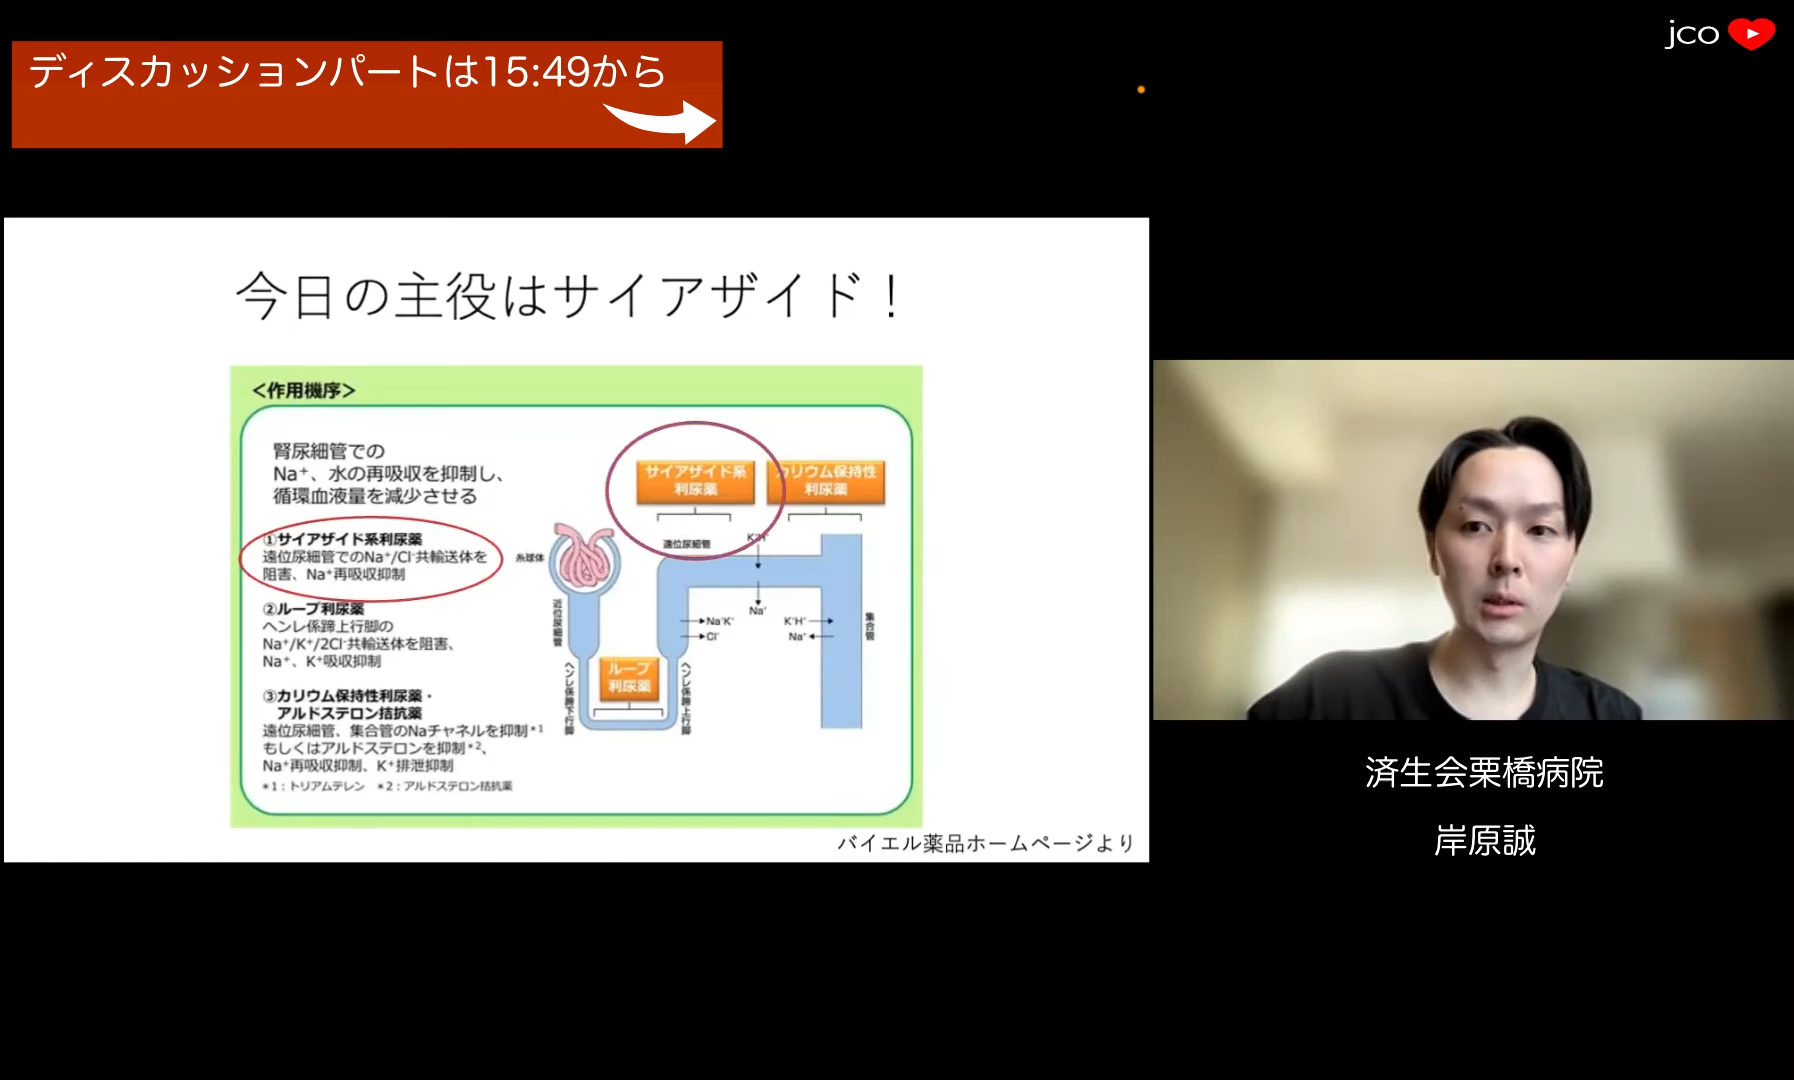 jco
ディスカッションパートは15:49から
今日の主役はサイアザイド！
＜作用機序＞
腎尿細管での
Na⁺、水の再吸収を抑制し、
循環血液量を減少させる
①サイアザイド系利尿薬
遠位尿細管でのNa⁺/Cl⁻共輸送体を
阻害、Na⁺再吸収抑制
②ループ利尿薬
ヘンレ係蹄上行脚の
Na⁺/K⁺/2Cl⁻共輸送体を阻害、
Na⁺、K⁺吸収抑制
③カリウム保持性利尿薬・
アルドステロン拮抗薬
遠位尿細管、集合管のNaチャネルを抑制*1
もしくはアルドステロンを抑制*2、
Na⁺再吸収抑制、K⁺排泄抑制
*1：トリアムテレン　*2：アルドステロン拮抗薬
サイアザイド系
利尿薬
カリウム保持性
利尿薬
遠位尿細管
K⁺H⁺
糸球体
近位尿細管
Na⁺
Na⁺K⁺
Cl⁻
K⁺H⁺
Na⁺
集合管
ループ
利尿薬
ヘンレ係蹄下行脚
ヘンレ係蹄上行脚
バイエル薬品ホームページより
済生会栗橋病院
岸原誠